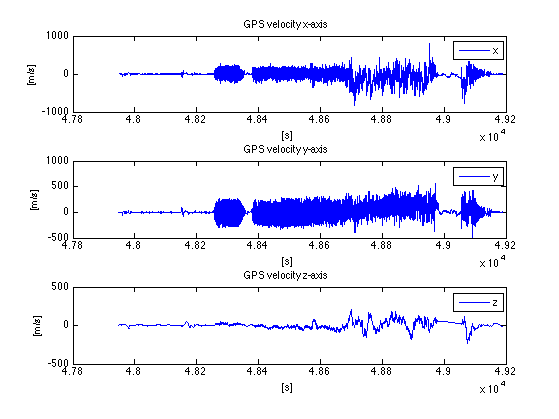 GPS velocity x-axis
1000
0
-1000
[m/s]
x
4.78 4.8 4.82 4.84 4.86 4.88 4.9 4.92
[s]
x 10^4
GPS velocity y-axis
1000
500
0
-500
[m/s]
y
4.78 4.8 4.82 4.84 4.86 4.88 4.9 4.92
[s]
x 10^4
GPS velocity z-axis
500
0
-500
[m/s]
z
4.78 4.8 4.82 4.84 4.86 4.88 4.9 4.92
[s]
x 10^4